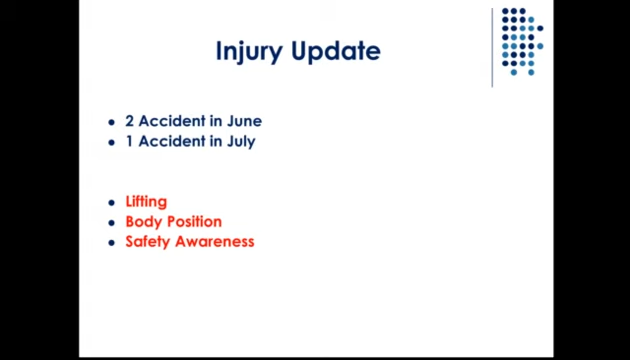 Injury Update
2 Accident in June
1 Accident in July
Lifting
Body Position
Safety Awareness